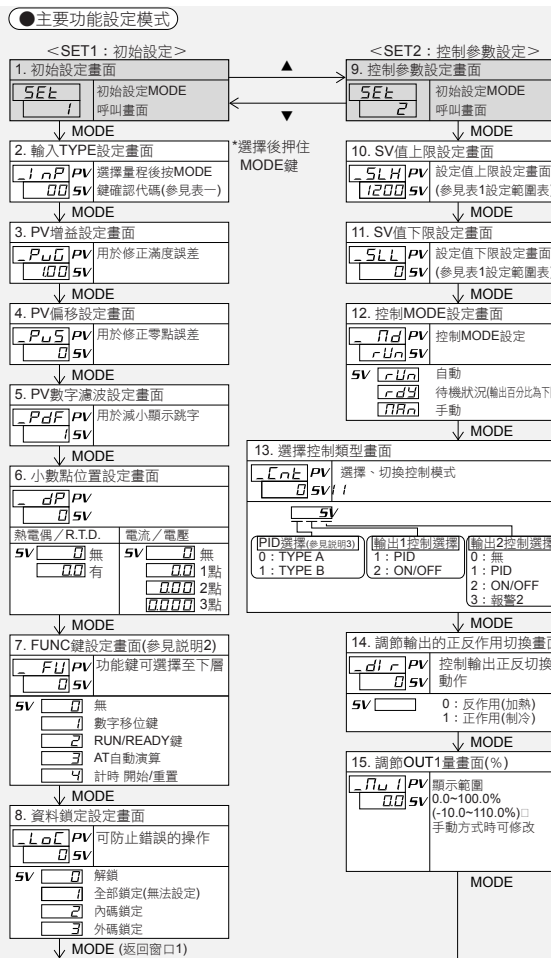 ●主要功能設定模式
<SET1：初始設定>
1. 初始設定畫面
SET
1
初始設定MODE
呼叫畫面
MODE
2. 輸入TYPE設定畫面
_InP PV 選擇量程後按MODE
00 SV 鍵確認代碼(參見表一)
MODE
3. PV增益設定畫面
_PvG PV 用於修正滿度誤差
1.00 SV
MODE
4. PV偏移設定畫面
_PvS PV 用於修正零點誤差
0 SV
MODE
5. PV數字濾波設定畫面
_PdF PV 用於減小顯示跳字
1 SV
MODE
6. 小數點位置設定畫面
_ dP PV
0 SV
熱電偶／R.T.D.
SV 0 無
0.0 有
電流／電壓
SV 0 無
0.0 1點
0.00 2點
0.000 3點
MODE
7. FUNC鍵設定畫面(參見説明2)
_ FU PV 功能鍵可選擇至下層
0 SV
SV 0 無
1 數字移位鍵
2 RUN/READY鍵
3 AT自動演算
4 計時 開始/重置
MODE
8. 資料鎖定設定畫面
_LoC PV 可防止錯誤的操作
0 SV
SV 0 解鎖
1 全部鎖定(無法設定)
2 內碼鎖定
3 外碼鎖定
MODE (返回窗口1)
▲
▼
*選擇後押住
MODE鍵
<SET2：控制參數設定>
9. 控制參數設定畫面
SET
2
初始設定MODE
呼叫畫面
MODE
10. SV值上限設定畫面
_SLH PV 設定值上限設定畫面
1200 SV (參見表1設定範圍表)
MODE
11. SV值下限設定畫面
_SLL PV 設定值下限設定畫面
0 SV (參見表1設定範圍表)
MODE
12. 控制MODE設定畫面
_ Md PV 控制MODE設定
rUn SV
SV rUn 自動
rdy 待機狀況(輸出百分比為下
MAn 手動
MODE
13. 選擇控制類型畫面
_Cnt PV 選擇、切換控制模式
0 SV 11
SV
PID選擇(參見説明3)
0：TYPE A
1：TYPE B
輸出1控制選擇
1：PID
2：ON/OFF
輸出2控制選擇
0：無
1：PID
2：ON/OFF
3：報警2
MODE
14. 調節輸出的正反作用切換畫面
_dIr PV 控制輸出正反切換
0 SV 動作
SV 0：反作用(加熱)
1：正作用(制冷)
MODE
15. 調節OUT1量畫面(%)
_Mv1 PV 顯示範圍
0.0 SV 0.0~100.0%
(-10.0~110.0%)□
手動方式時可修改
MODE